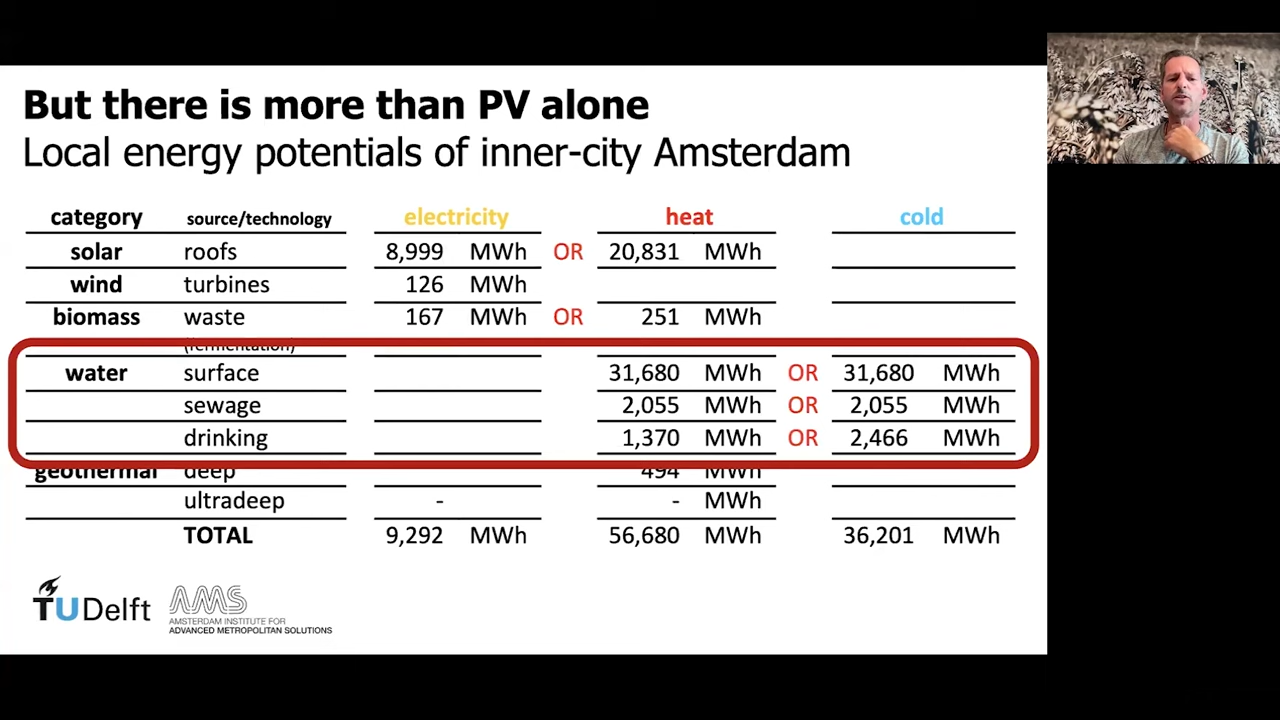 But there is more than PV alone
Local energy potentials of inner-city Amsterdam
category source/technology electricity heat cold
solar roofs 8,999 MWh OR 20,831 MWh
wind turbines 126 MWh
biomass waste 167 MWh OR 251 MWh
(fermentation)
water surface 31,680 MWh OR 31,680 MWh
sewage 2,055 MWh OR 2,055 MWh
drinking 1,370 MWh OR 2,466 MWh
geothermal deep 494 MWh
ultradeep - - MWh
TOTAL 9,292 MWh 56,680 MWh 36,201 MWh
TUDelft
AMS
AMSTERDAM INSTITUTE FOR
ADVANCED METROPOLITAN SOLUTIONS